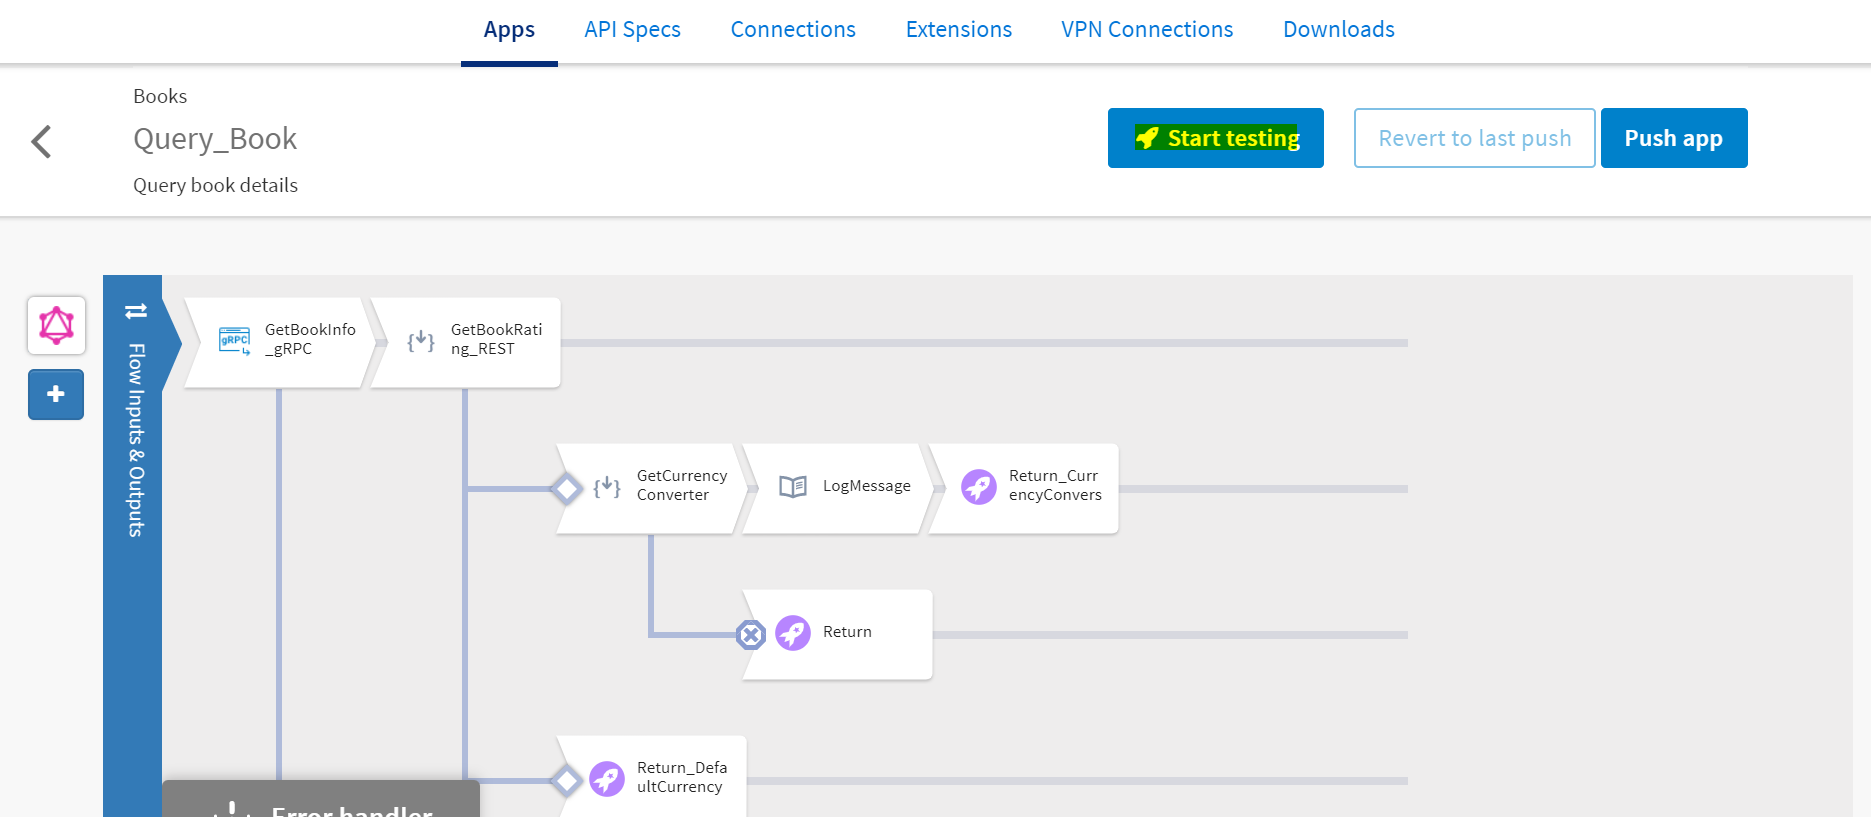 Apps API Specs Connections Extensions VPN Connections Downloads
Books
Query_Book
Query book details
Start testing
Revert to last push
Push app
Flow Inputs & Outputs
gRPC
GetBookInfo
_gRPC
GetBookRati
ng_REST
GetCurrency
Converter
LogMessage
Return_Curr
encyConvers
Return
Return_Defa
ultCurrency
Error handler